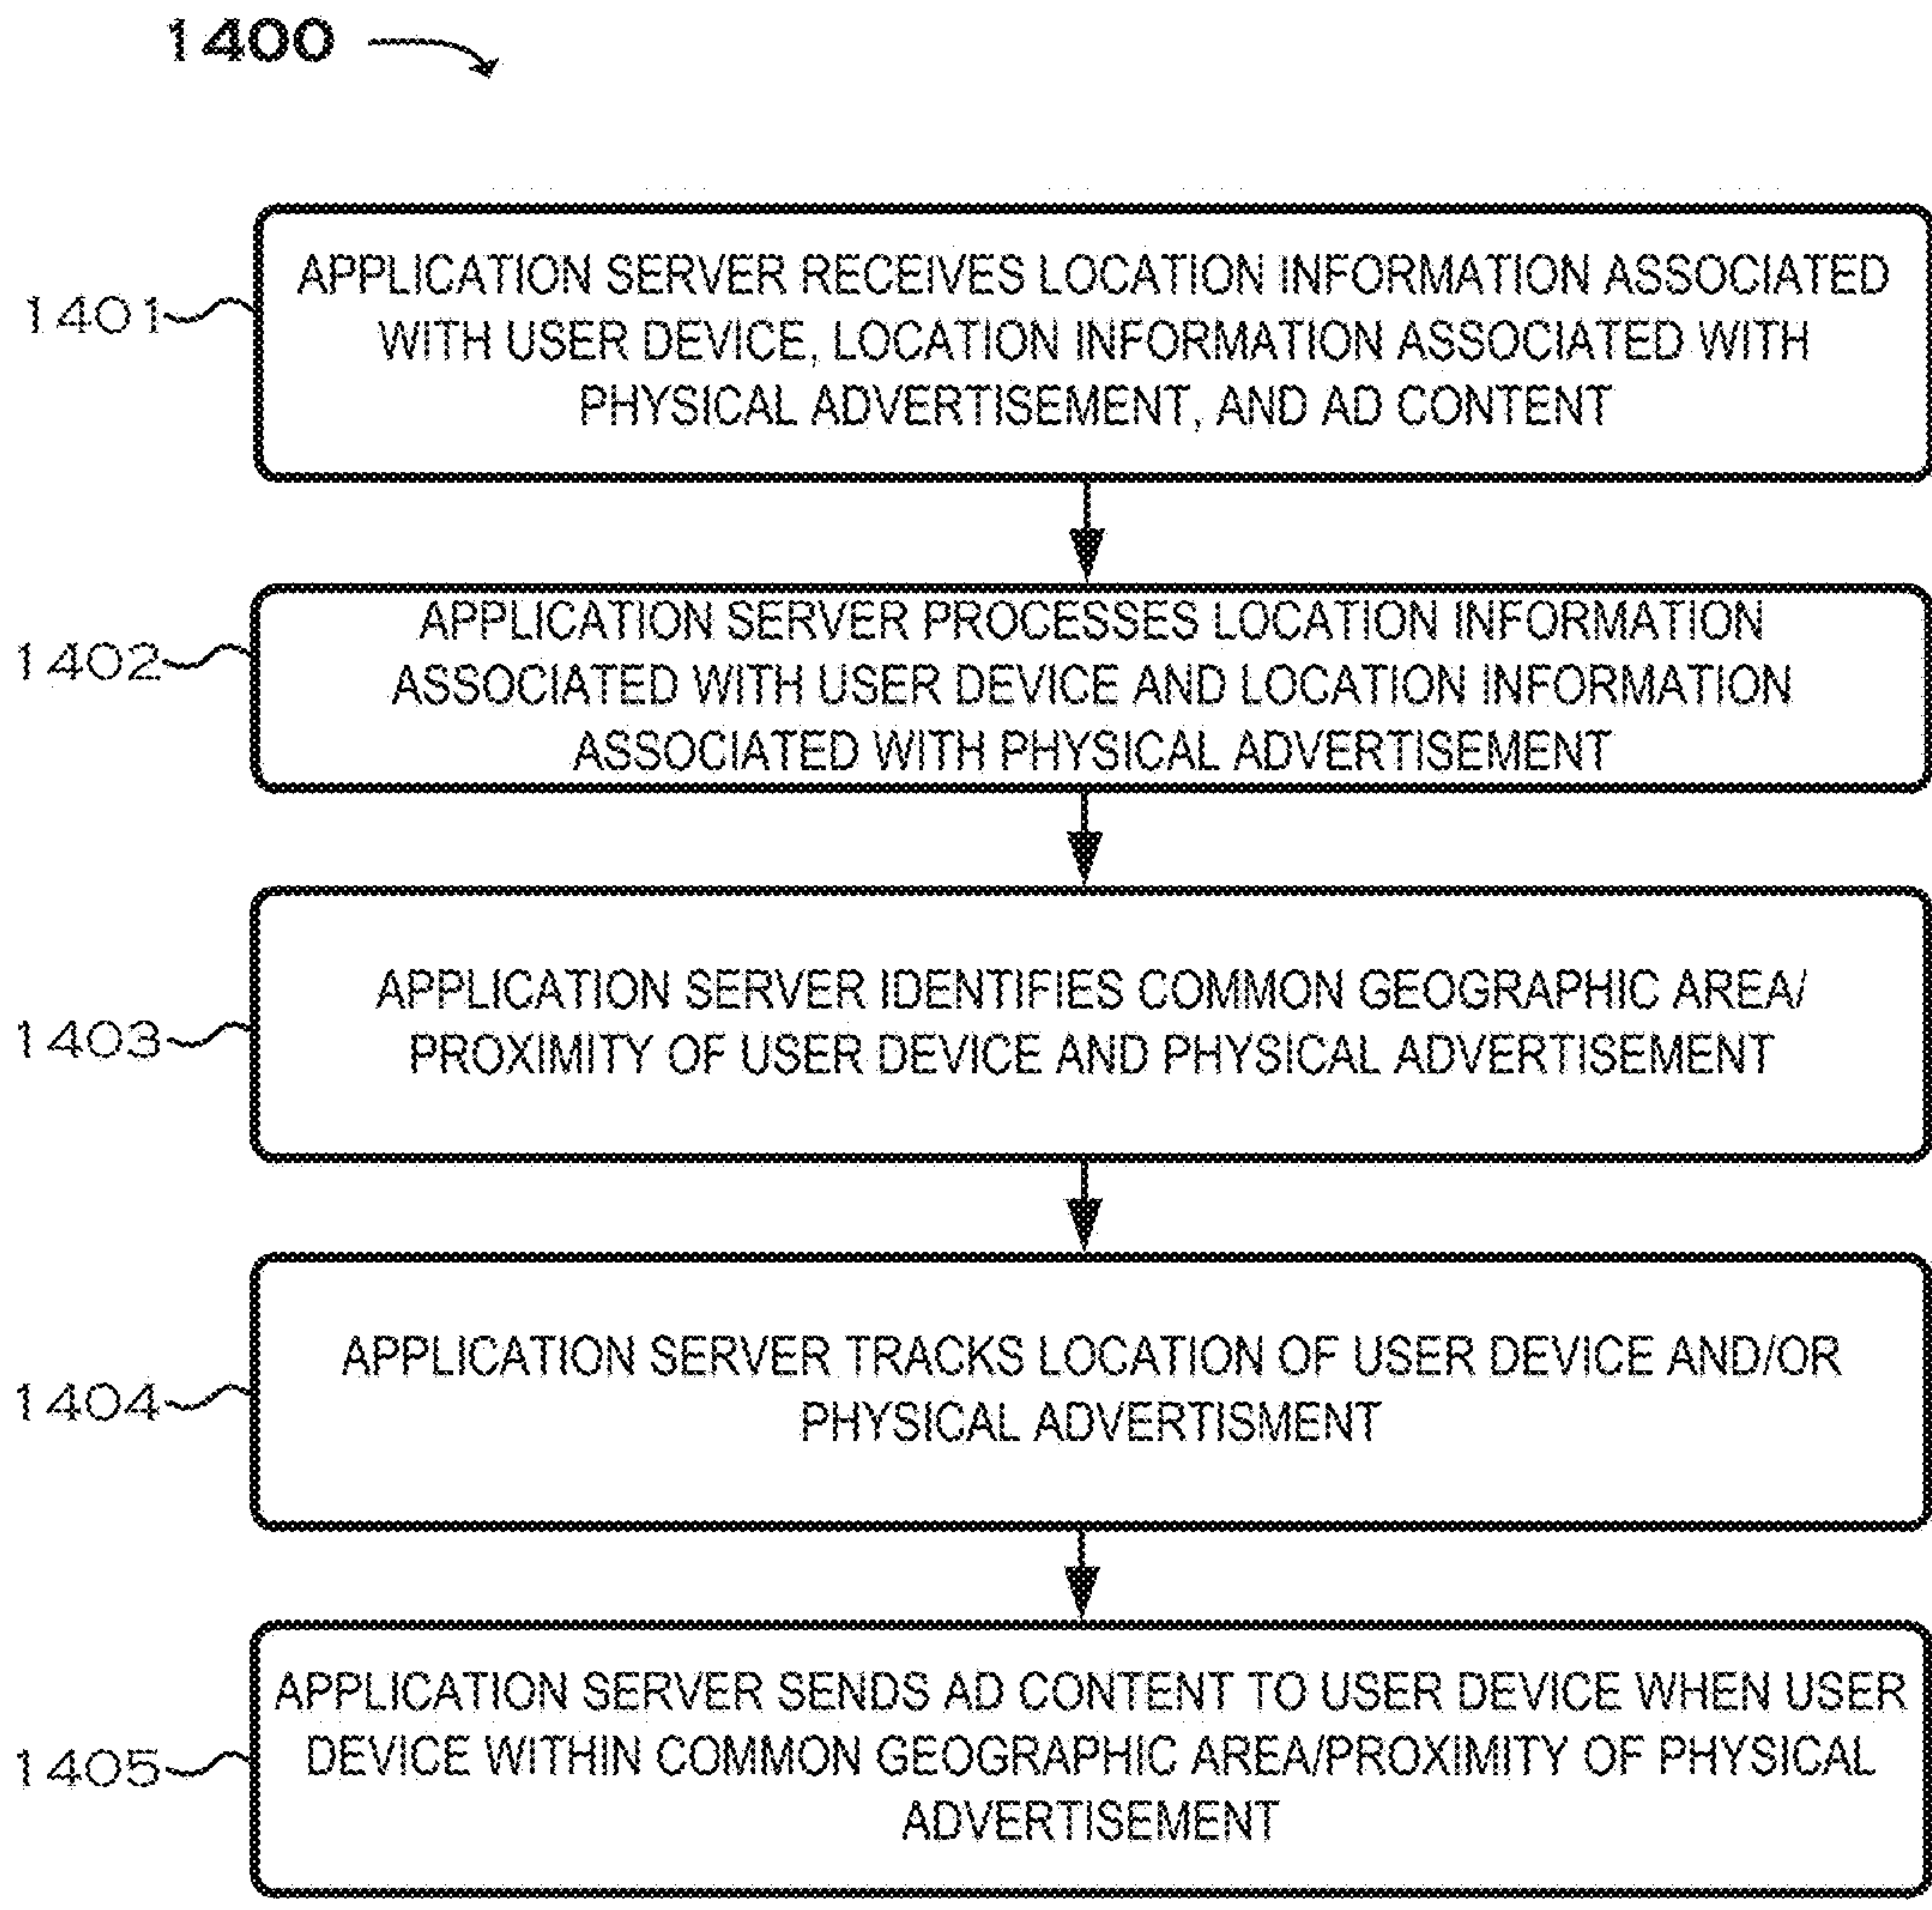 1400
1401
APPLICATION SERVER RECEIVES LOCATION INFORMATION ASSOCIATED
WITH USER DEVICE, LOCATION INFORMATION ASSOCIATED WITH
PHYSICAL ADVERTISEMENT, AND AD CONTENT
1402
APPLICATION SERVER PROCESSES LOCATION INFORMATION
ASSOCIATED WITH USER DEVICE AND LOCATION INFORMATION
ASSOCIATED WITH PHYSICAL ADVERTISEMENT
1403
APPLICATION SERVER IDENTIFIES COMMON GEOGRAPHIC AREA/
PROXIMITY OF USER DEVICE AND PHYSICAL ADVERTISEMENT
1404
APPLICATION SERVER TRACKS LOCATION OF USER DEVICE AND/OR
PHYSICAL ADVERTISMENT
1405
APPLICATION SERVER SENDS AD CONTENT TO USER DEVICE WHEN USER
DEVICE WITHIN COMMON GEOGRAPHIC AREA/PROXIMITY OF PHYSICAL
ADVERTISEMENT